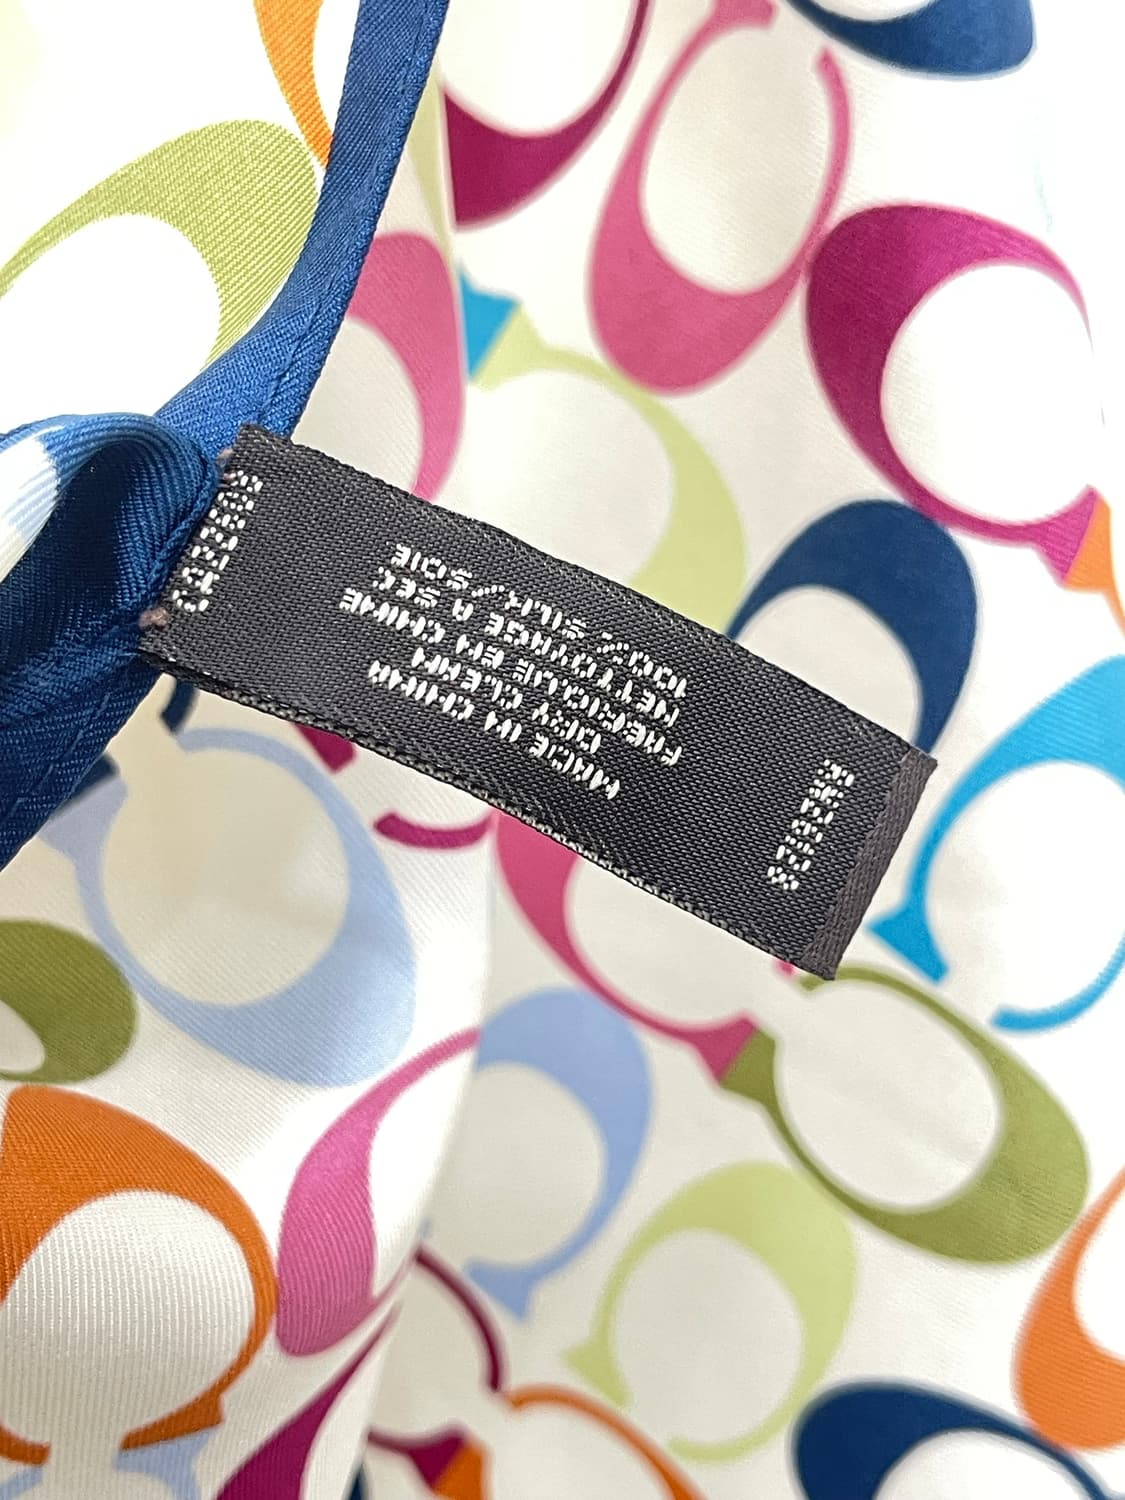 MADE IN CHINA
DRY CLEAN
FABRIQUE EN CHINE
NETTOYAGE A SEC
100% SILK/SOIE